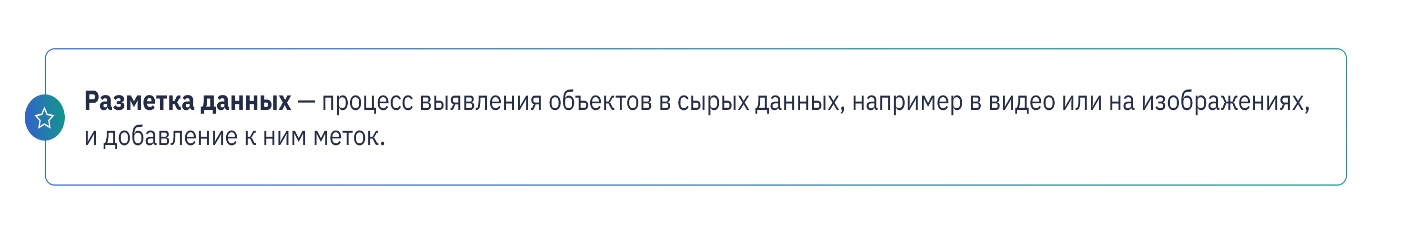 Разметка данных — процесс выявления объектов в сырых данных, например в видео или на изображениях,
и добавление к ним меток.